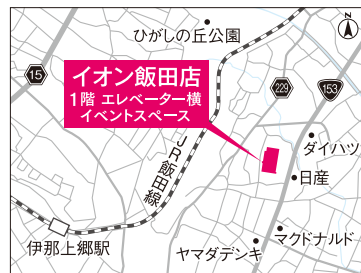 N
ひがしの丘公園
15
イオン飯田店
1階 エレベーター横
イベントスペース
229
153
JR飯田線
ダイハツ
日産
伊那上郷駅
マクドナルド
ヤマダデンキ